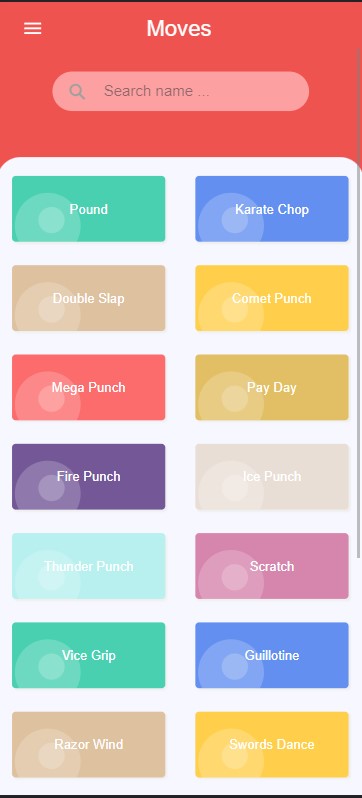 Moves
Search name ...
Pound
Karate Chop
Double Slap
Comet Punch
Mega Punch
Pay Day
Fire Punch
Ice Punch
Thunder Punch
Scratch
Vice Grip
Guillotine
Razor Wind
Swords Dance